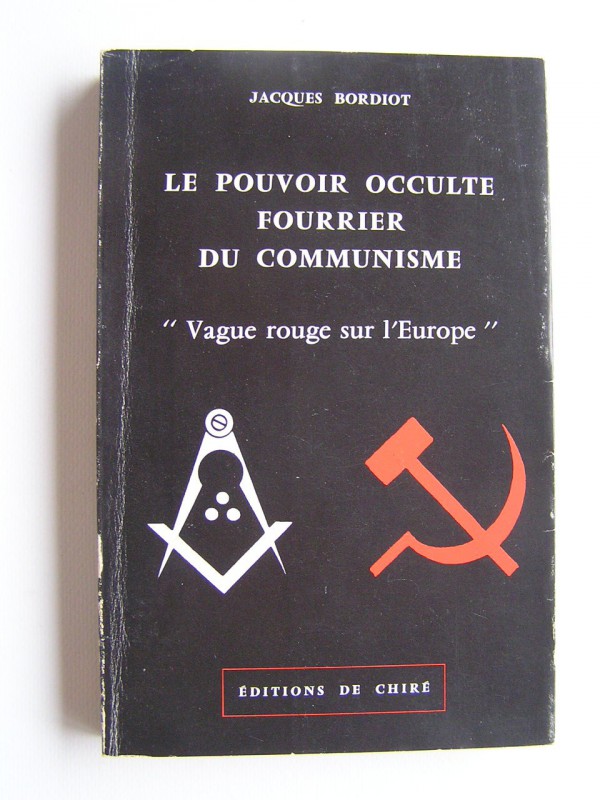 JACQUES BORDIOT
LE POUVOIR OCCULTE
FOURRIER
DU COMMUNISME
“ Vague rouge sur l'Europe ”
ÉDITIONS DE CHIRÉ